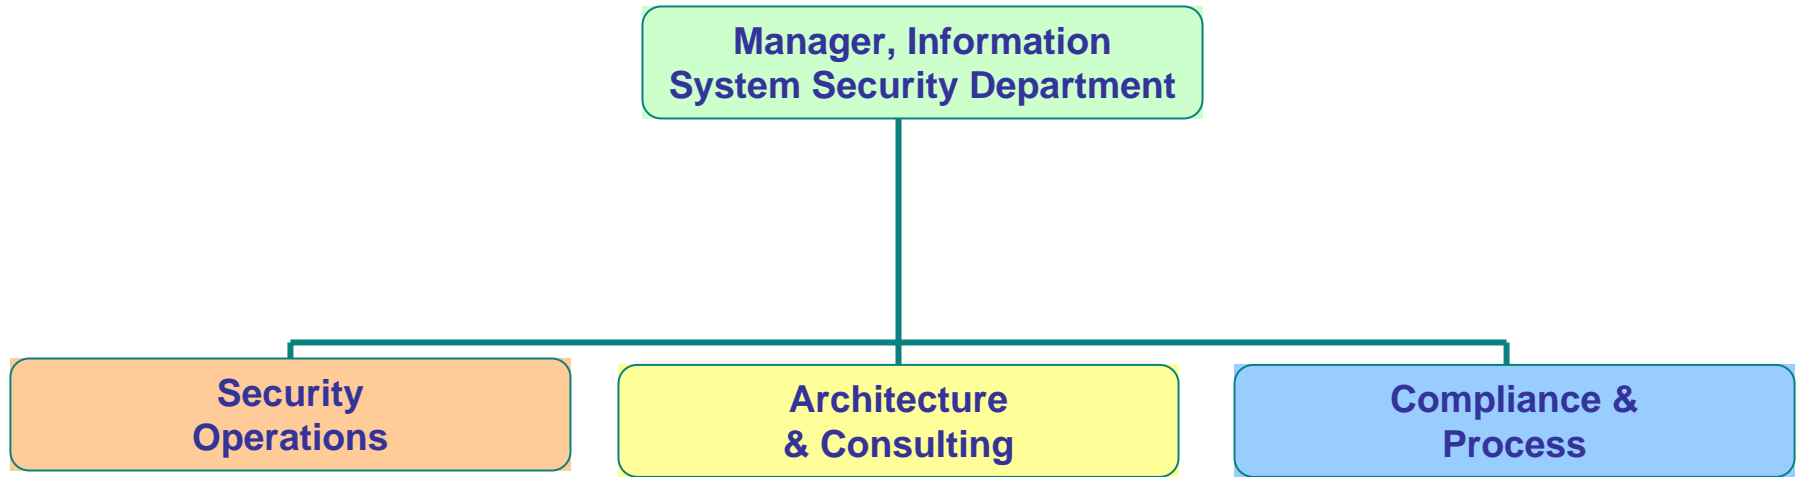 Manager, Information
System Security Department
Security
Operations
Architecture
& Consulting
Compliance &
Process